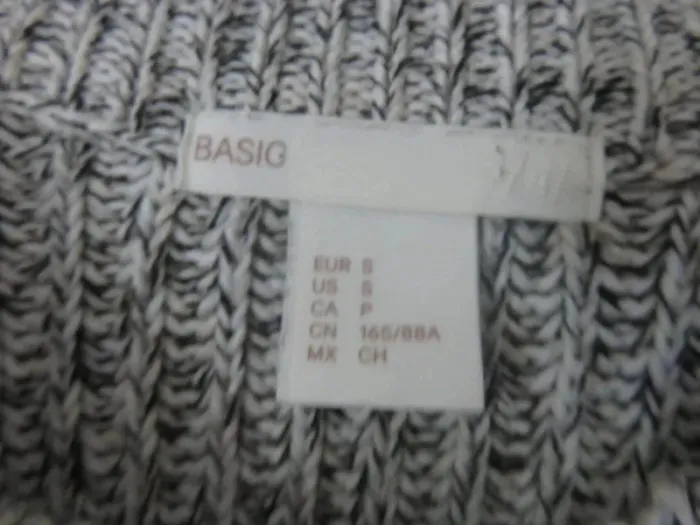 BASIC
EUR S
US S
CA P
CN 165/88A
MX CH